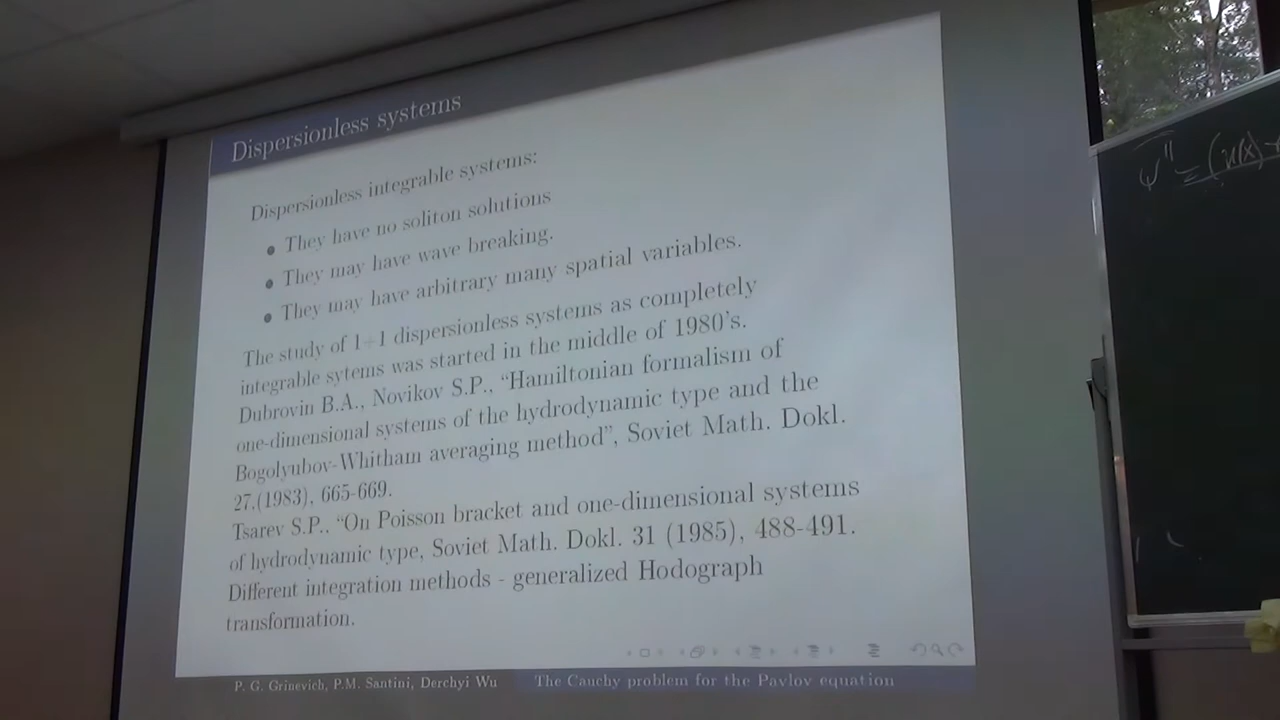 Dispersionless systems
Dispersionless integrable systems:
• They have no soliton solutions
• They may have wave breaking.
• They may have arbitrary many spatial variables.
The study of 1+1 dispersionless systems as completely
integrable sytems was started in the middle of 1980's.
Dubrovin B.A., Novikov S.P., “Hamiltonian formalism of
one-dimensional systems of the hydrodynamic type and the
Bogolyubov-Whitham averaging method”, Soviet Math. Dokl.
27,(1983), 665-669.
Tsarev S.P., “On Poisson bracket and one-dimensional systems
of hydrodynamic type, Soviet Math. Dokl. 31 (1985), 488-491.
Different integration methods - generalized Hodograph
transformation.
P. G. Grinevich, P.M. Santini, Derchyi Wu The Cauchy problem for the Pavlov equation